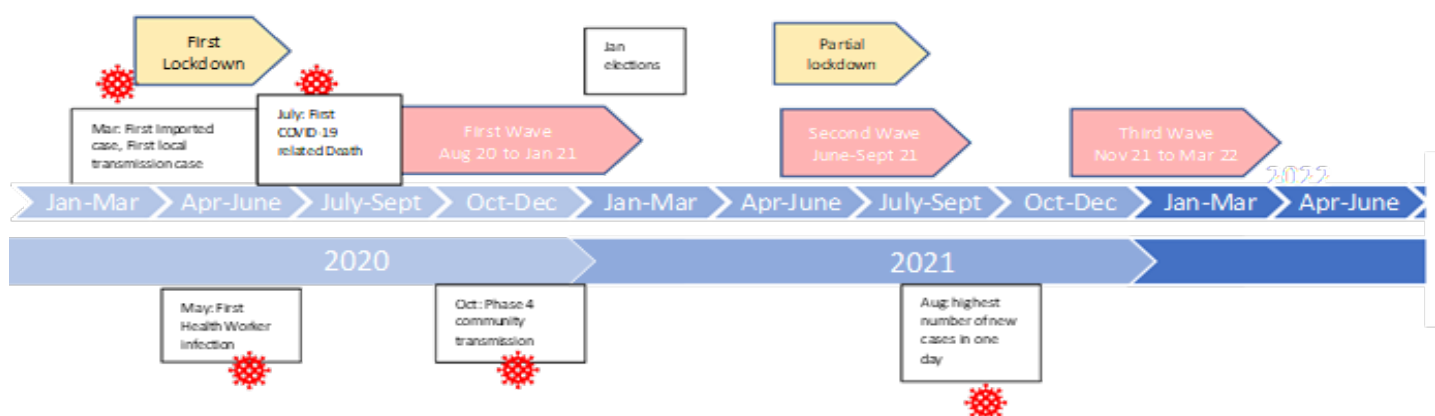 First
Lockdown
Jan
elections
Partial
lockdown
Mar: First Imported
case, First local
transmission case
July: First
COVID-19
related Death
First Wave
Aug 20 to Jan 21
Second Wave
June-Sept 21
Third Wave
Nov 21 to Mar 22
2022
Jan-Mar
Apr-June
July-Sept
Oct-Dec
Jan-Mar
Apr-June
July-Sept
Oct-Dec
Jan-Mar
Apr-June
2020
2021
May: First
Health Worker
infection
Oct: Phase 4
community
transmission
Aug: highest
number of new
cases in one
day